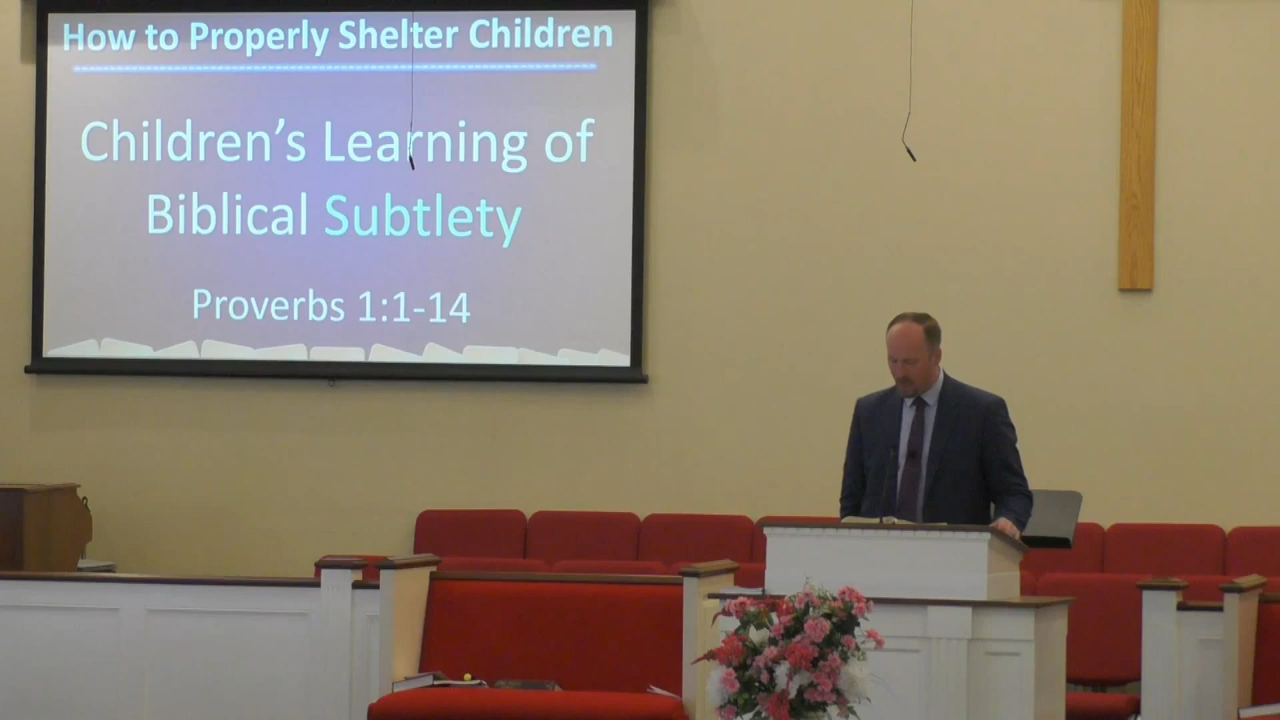 How to Properly Shelter Children
Children's Learning of
Biblical Subtlety
Proverbs 1:1-14